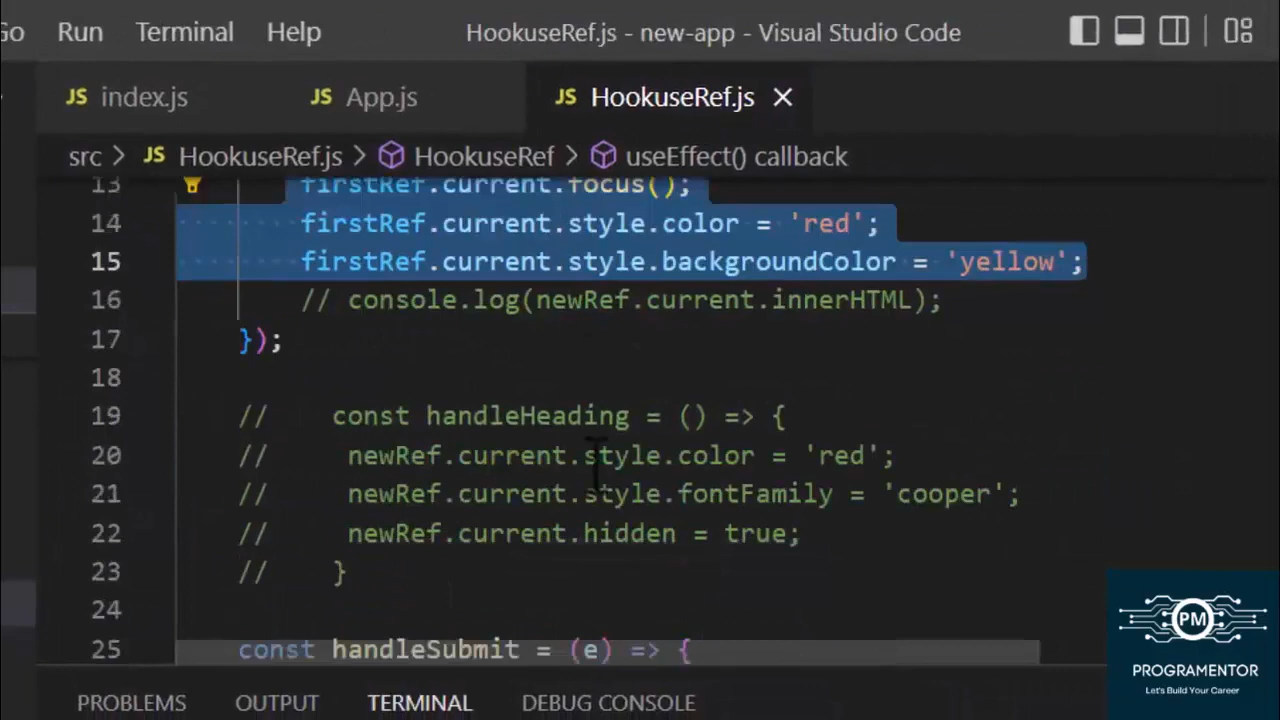 Go Run Terminal Help HookuseRef.js - new-app - Visual Studio Code
JS index.js JS App.js JS HookuseRef.js
src > JS HookuseRef.js > HookuseRef > useEffect() callback
13 firstRef.current.focus();
14 firstRef.current.style.color = 'red';
15 firstRef.current.style.backgroundColor = 'yellow';
16 // console.log(newRef.current.innerHTML);
17 });
18
19 // const handleHeading = () => {
20 // newRef.current.style.color = 'red';
21 // newRef.current.style.fontFamily = 'cooper';
22 // newRef.current.hidden = true;
23 // }
24
25 const handleSubmit = (e) => {
PM
PROGRAMENTOR
Let's Build Your Career
PROBLEMS OUTPUT TERMINAL DEBUG CONSOLE